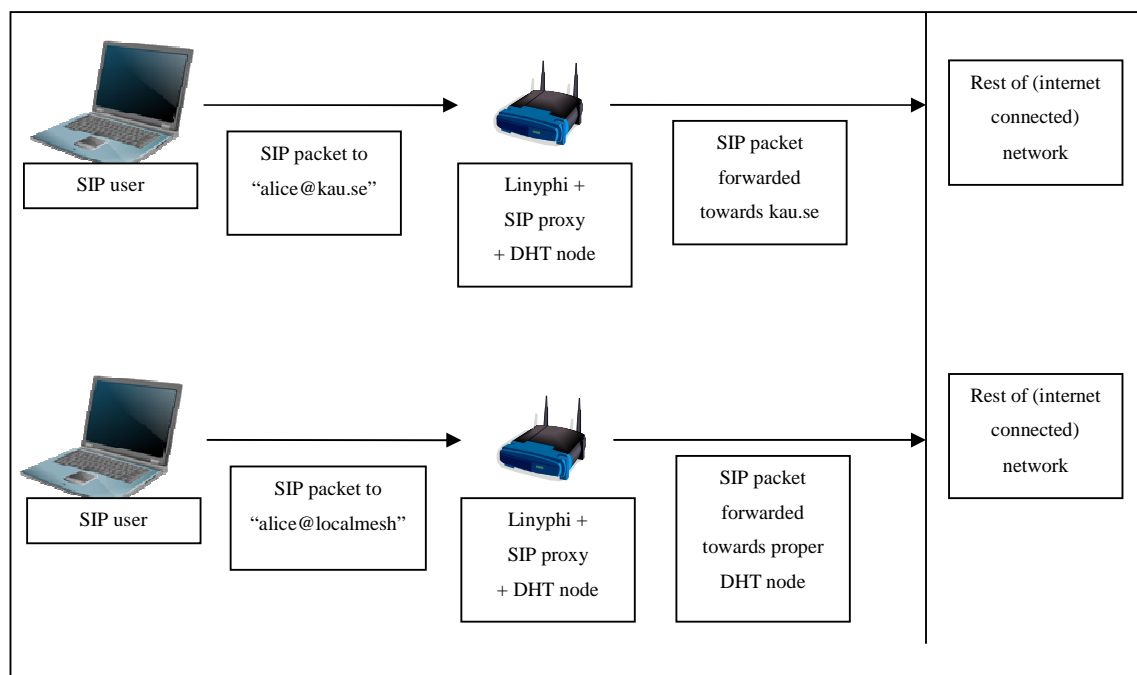 SIP user
SIP packet to
“alice@kau.se”
Linyphi +
SIP proxy
+ DHT node
SIP packet
forwarded
towards kau.se
Rest of (internet
connected)
network
SIP user
SIP packet to
“alice@localmesh”
Linyphi +
SIP proxy
+ DHT node
SIP packet
forwarded
towards proper
DHT node
Rest of (internet
connected)
network